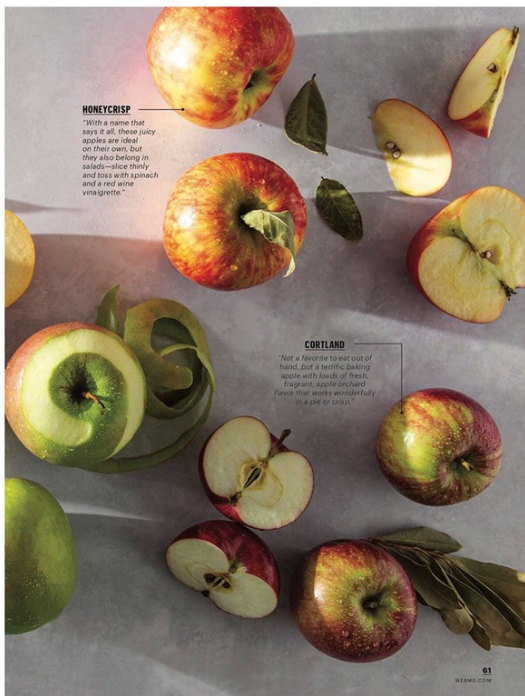 HONEYCRISP
"With a name that
says it all, these juicy
apples are ideal
on their own, but
they also belong in
salads—slice thinly
and toss with spinach
and a red wine
vinaigrette."
CORTLAND
"Not a favorite to eat out of
hand, but a terrific baking
apple with loads of fresh,
fragrant, apple orchard
flavor that works wonderfully
in a pie or crisp."
61
WEBMD.COM